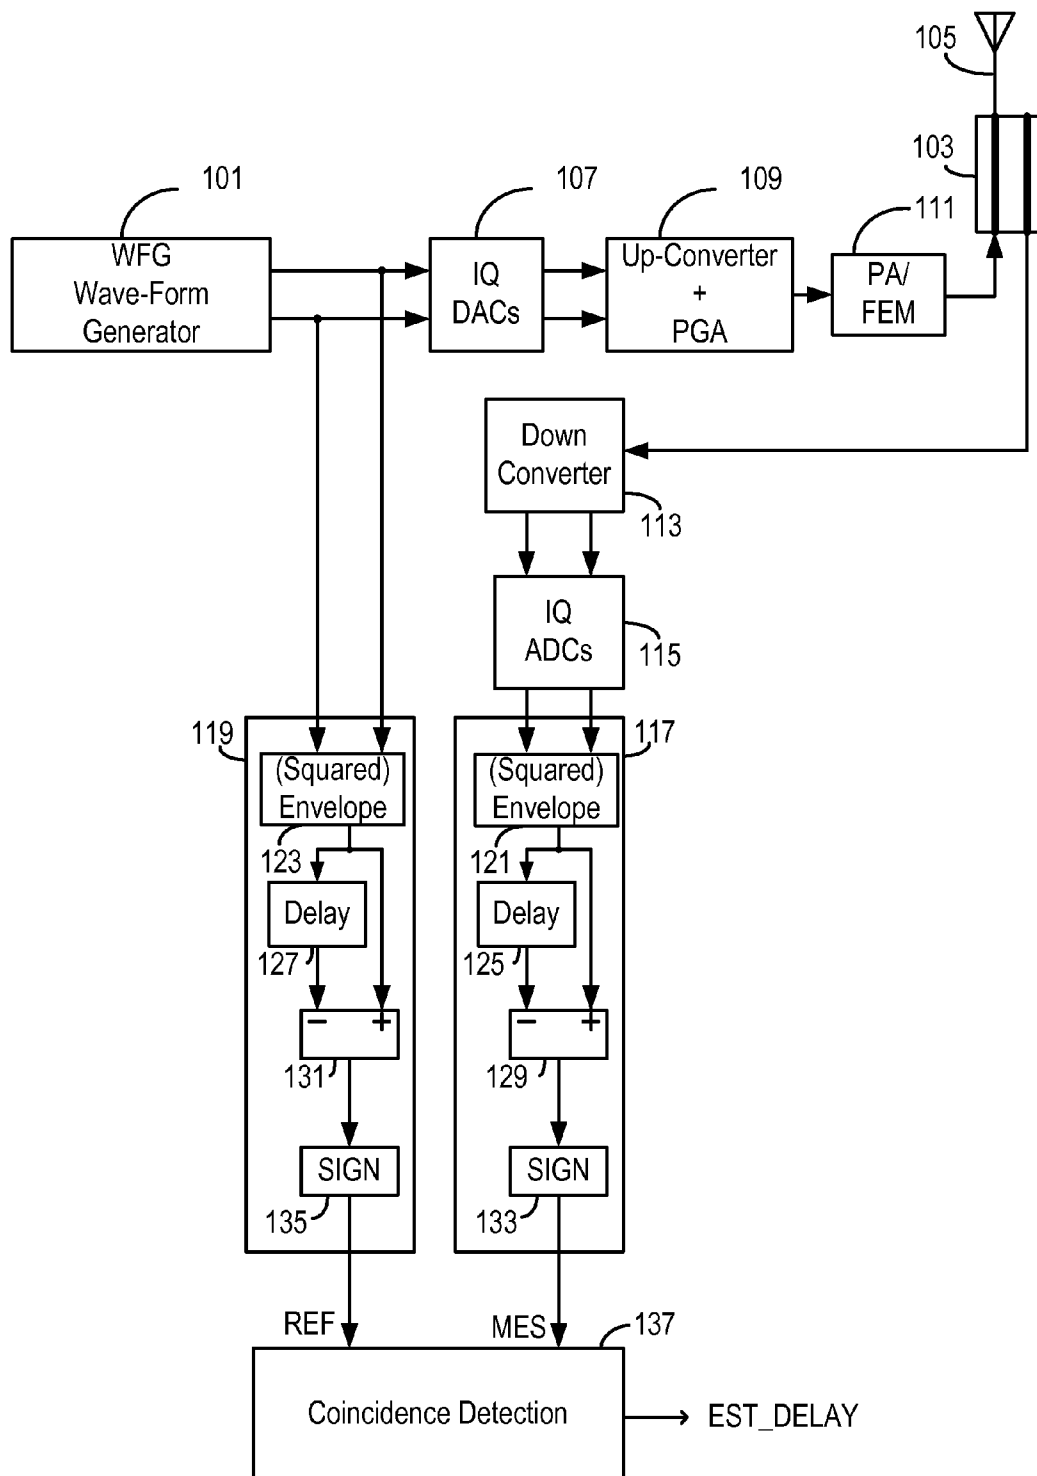 105
103
101
107
109
111
WFG
Wave-Form
Generator
IQ
DACs
Up-Converter
+
PGA
PA/
FEM
Down
Converter
113
IQ
ADCs
115
119
117
(Squared)
Envelope
(Squared)
Envelope
123
121
Delay
Delay
127
125
− +
− +
131
129
SIGN
SIGN
135
133
REF
MES
137
Coincidence Detection
EST_DELAY